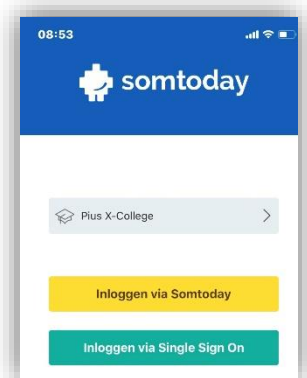 08:53
somtoday
Pius X-College
Inloggen via Somtoday
Inloggen via Single Sign On